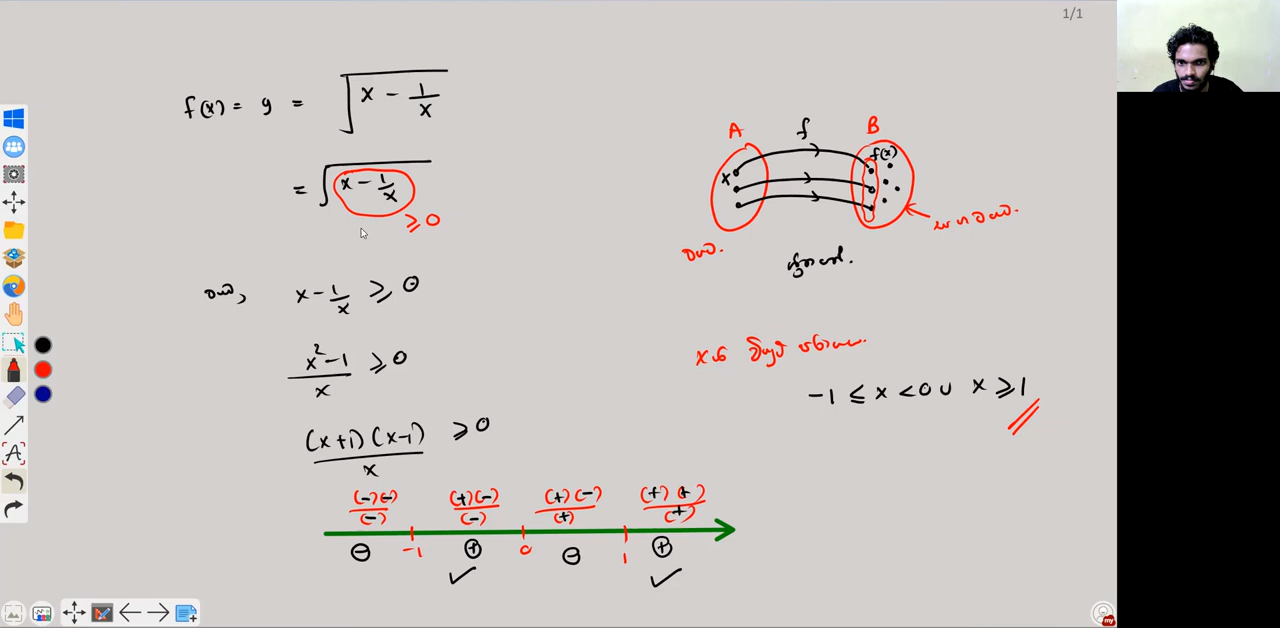 1/1
f(x) = y = √(x - 1/x)
= √(x - 1/x)
≥ 0
x - 1/x ≥ 0
(x² - 1)/x ≥ 0
(x+1)(x-1)/x ≥ 0
(-)(-)/(-) (+)(-)/(-) (+)(-)/(+) (+)(+)/(+)
-1 0 1
⊖ ⊕ ⊖ ⊕
✓ ✓
A f B
x f(x)
-1 ≤ x < 0 ∪ x ≥ 1